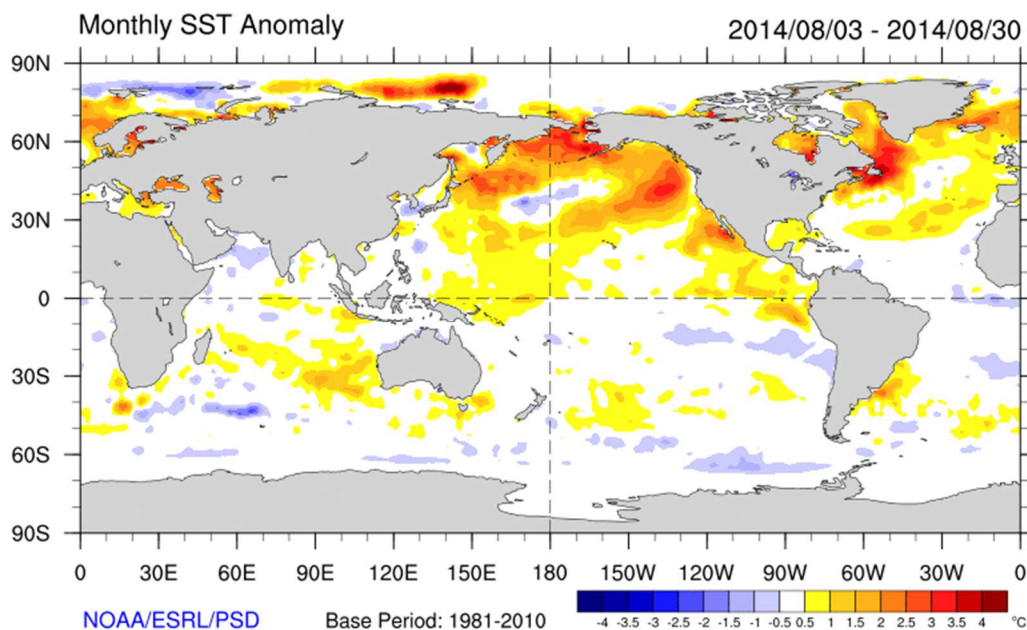 Monthly SST Anomaly 2014/08/03 - 2014/08/30
90N
60N
30N
0
30S
60S
90S
0 30E 60E 90E 120E 150E 180 150W 120W 90W 60W 30W 0
NOAA/ESRL/PSD Base Period: 1981-2010
-4 -3.5 -3 -2.5 -2 -1.5 -1 -0.5 0.5 1 1.5 2 2.5 3 3.5 4 °C